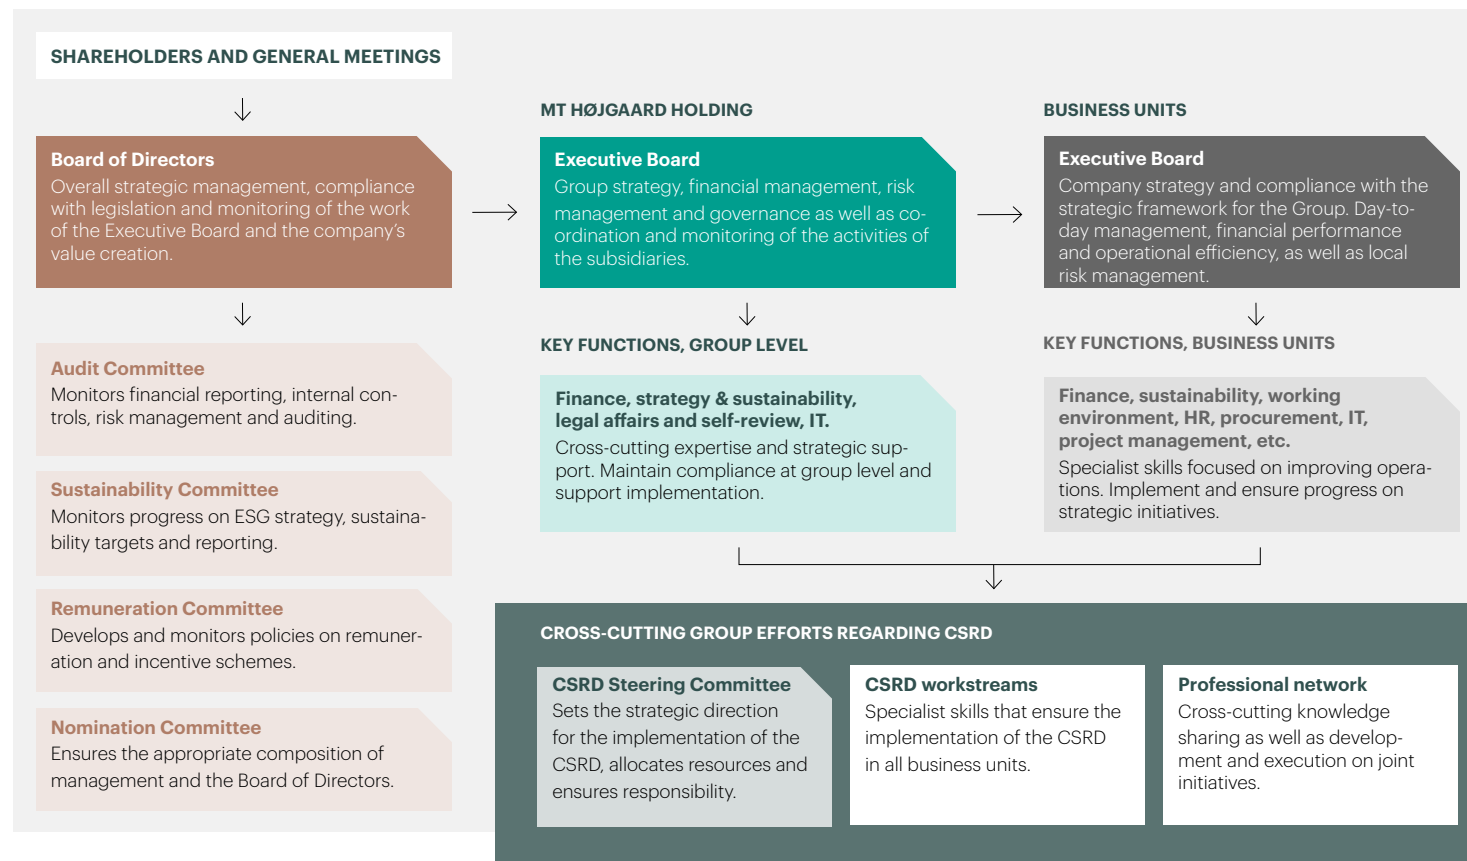 SHAREHOLDERS AND GENERAL MEETINGS
Board of Directors
Overall strategic management, compliance
with legislation and monitoring of the work
of the Executive Board and the company’s
value creation.
Audit Committee
Monitors financial reporting, internal con-
trols, risk management and auditing.
Sustainability Committee
Monitors progress on ESG strategy, sustaina-
bility targets and reporting.
Remuneration Committee
Develops and monitors policies on remuner-
ation and incentive schemes.
Nomination Committee
Ensures the appropriate composition of
management and the Board of Directors.
MT HØJGAARD HOLDING
Executive Board
Group strategy, financial management, risk
management and governance as well as co-
ordination and monitoring of the activities of
the subsidiaries.
KEY FUNCTIONS, GROUP LEVEL
Finance, strategy & sustainability,
legal affairs and self-review, IT.
Cross-cutting expertise and strategic sup-
port. Maintain compliance at group level and
support implementation.
BUSINESS UNITS
Executive Board
Company strategy and compliance with the
strategic framework for the Group. Day-to-
day management, financial performance
and operational efficiency, as well as local
risk management.
KEY FUNCTIONS, BUSINESS UNITS
Finance, sustainability, working
environment, HR, procurement, IT,
project management, etc.
Specialist skills focused on improving opera-
tions. Implement and ensure progress on
strategic initiatives.
CROSS-CUTTING GROUP EFFORTS REGARDING CSRD
CSRD Steering Committee
Sets the strategic direction
for the implementation of the
CSRD, allocates resources and
ensures responsibility.
CSRD workstreams
Specialist skills that ensure the
implementation of the CSRD
in all business units.
Professional network
Cross-cutting knowledge
sharing as well as develop-
ment and execution on joint
initiatives.